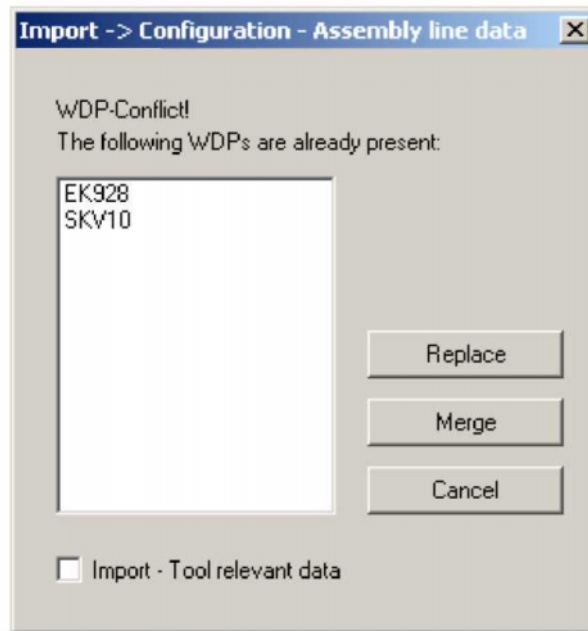 Import -> Configuration - Assembly line data
WDP-Conflict!
The following WDPs are already present:
EK928
SKV10
Replace
Merge
Cancel
Import - Tool relevant data